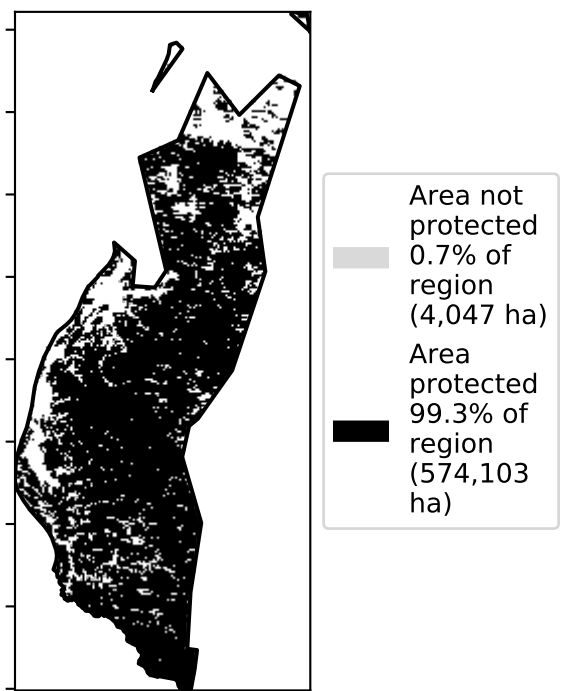 Area not
protected
0.7% of
region
(4,047 ha)
Area
protected
99.3% of
region
(574,103
ha)